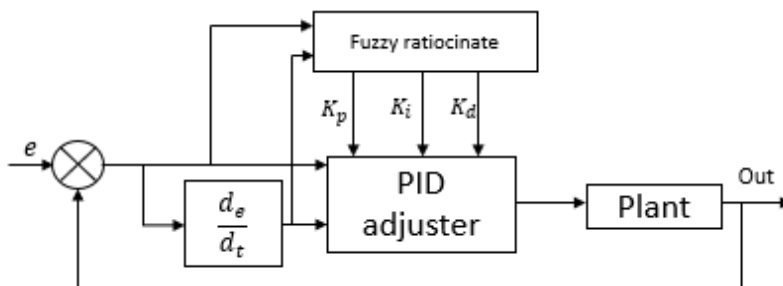 Fuzzy ratiocinate
K_p
K_i
K_d
e
PID
adjuster
d_e
d_t
Plant
Out